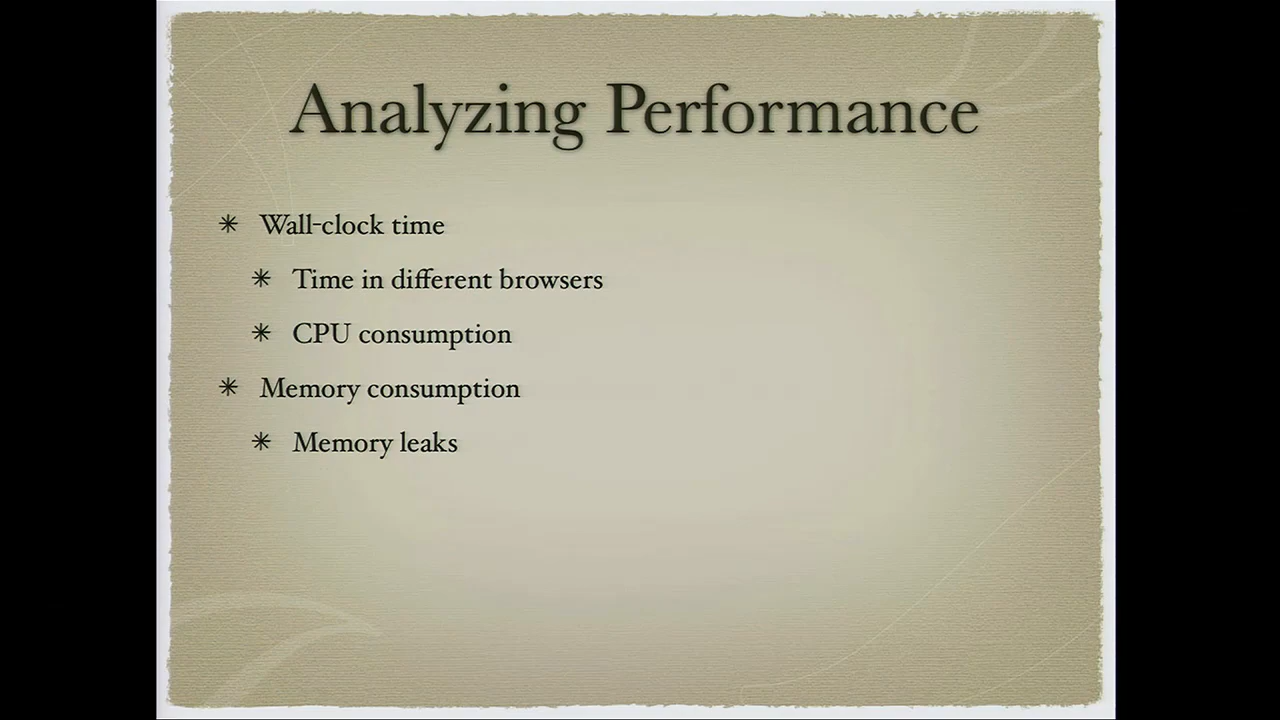 Analyzing Performance
✳ Wall-clock time
✳ Time in different browsers
✳ CPU consumption
✳ Memory consumption
✳ Memory leaks